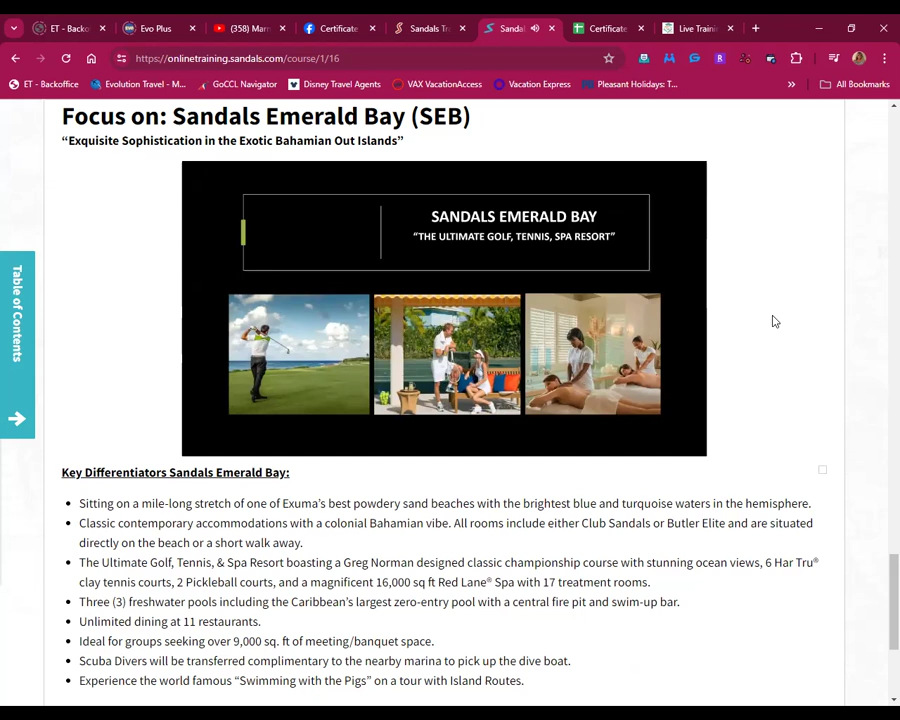 ET - Backo
Evo Plus
(358) Marr
Certificate
Sandals Tr
Sandal
Certificate
Live Trainin
https://onlinetraining.sandals.com/course/1/16
ET - Backoffice
Evolution Travel - M...
GoCCL Navigator
Disney Travel Agents
VAX VacationAccess
Vacation Express
Pleasant Holidays: T...
All Bookmarks
Focus on: Sandals Emerald Bay (SEB)
“Exquisite Sophistication in the Exotic Bahamian Out Islands”
SANDALS EMERALD BAY
“THE ULTIMATE GOLF, TENNIS, SPA RESORT”
Table of Contents
Key Differentiators Sandals Emerald Bay:
• Sitting on a mile-long stretch of one of Exuma’s best powdery sand beaches with the brightest blue and turquoise waters in the hemisphere.
• Classic contemporary accommodations with a colonial Bahamian vibe. All rooms include either Club Sandals or Butler Elite and are situated
directly on the beach or a short walk away.
• The Ultimate Golf, Tennis, & Spa Resort boasting a Greg Norman designed classic championship course with stunning ocean views, 6 Har Tru®
clay tennis courts, 2 Pickleball courts, and a magnificent 16,000 sq ft Red Lane® Spa with 17 treatment rooms.
• Three (3) freshwater pools including the Caribbean’s largest zero-entry pool with a central fire pit and swim-up bar.
• Unlimited dining at 11 restaurants.
• Ideal for groups seeking over 9,000 sq. ft of meeting/banquet space.
• Scuba Divers will be transferred complimentary to the nearby marina to pick up the dive boat.
• Experience the world famous “Swimming with the Pigs” on a tour with Island Routes.